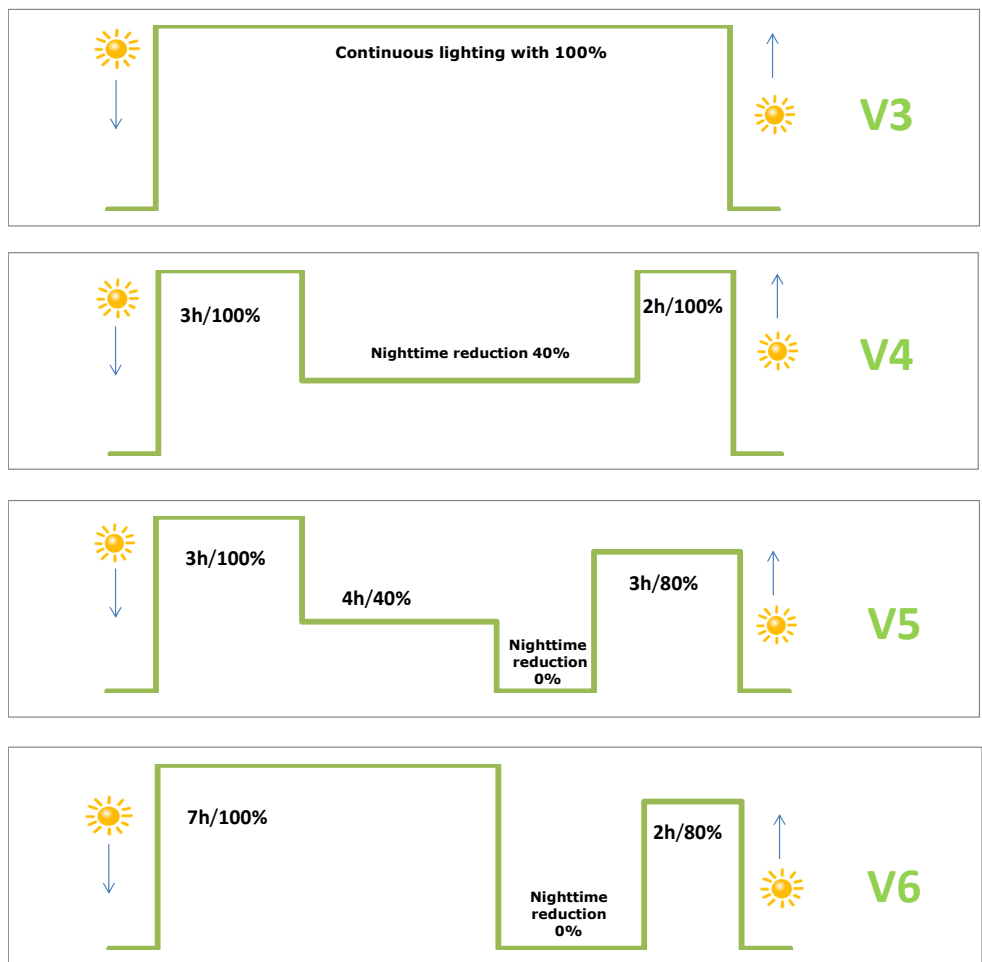 Continuous lighting with 100%
V3
3h/100%
2h/100%
Nighttime reduction 40%
V4
3h/100%
4h/40%
3h/80%
Nighttime
reduction
0%
V5
7h/100%
2h/80%
Nighttime
reduction
0%
V6